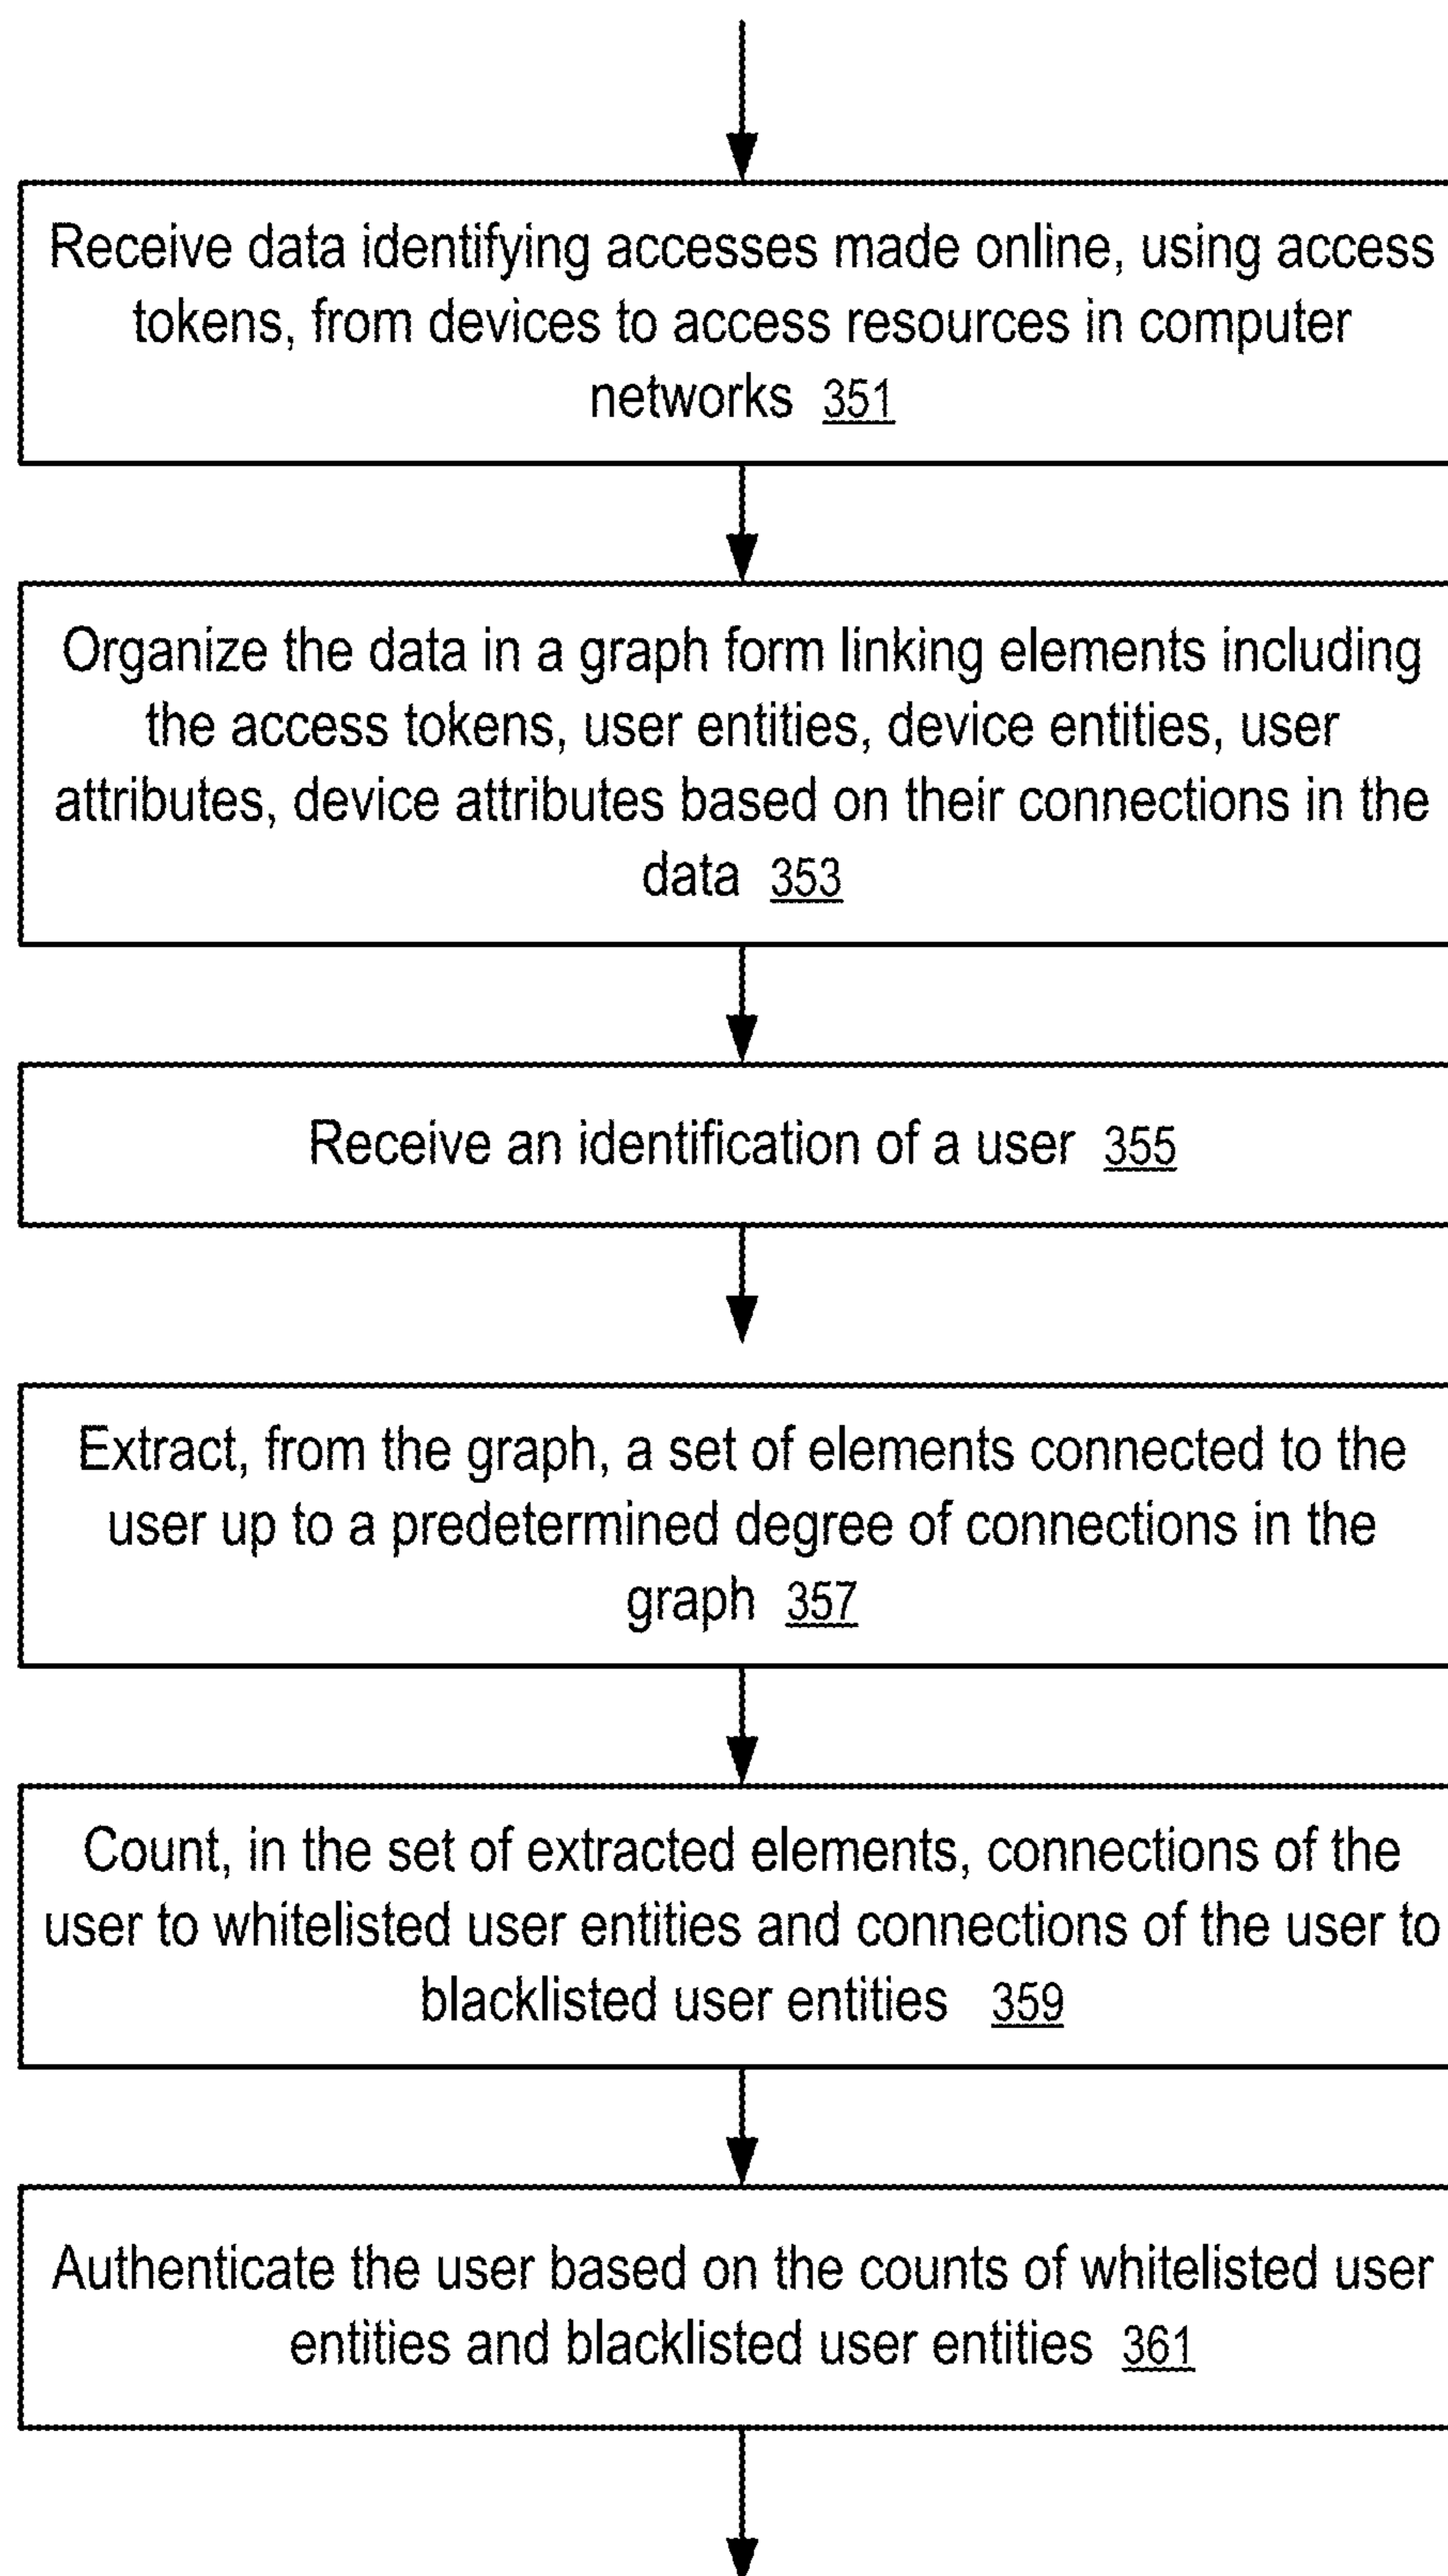 Receive data identifying accesses made online, using access
tokens, from devices to access resources in computer
networks 351
Organize the data in a graph form linking elements including
the access tokens, user entities, device entities, user
attributes, device attributes based on their connections in the
data 353
Receive an identification of a user 355
Extract, from the graph, a set of elements connected to the
user up to a predetermined degree of connections in the
graph 357
Count, in the set of extracted elements, connections of the
user to whitelisted user entities and connections of the user to
blacklisted user entities 359
Authenticate the user based on the counts of whitelisted user
entities and blacklisted user entities 361